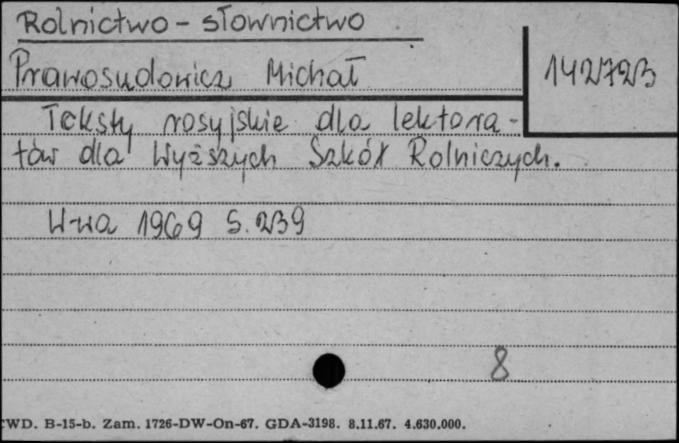 Rolnictwo - słownictwo
Prawosudowicz Michał
142723
Teksty rosyjskie dla lektora-
tów dla Wyższych Szkół Rolniczych.
W-wa 1969 S. 239
8
CWD. B-15-b. Zam. 1726-DW-On-67. GDA-3198. 8.11.67. 4.630.000.